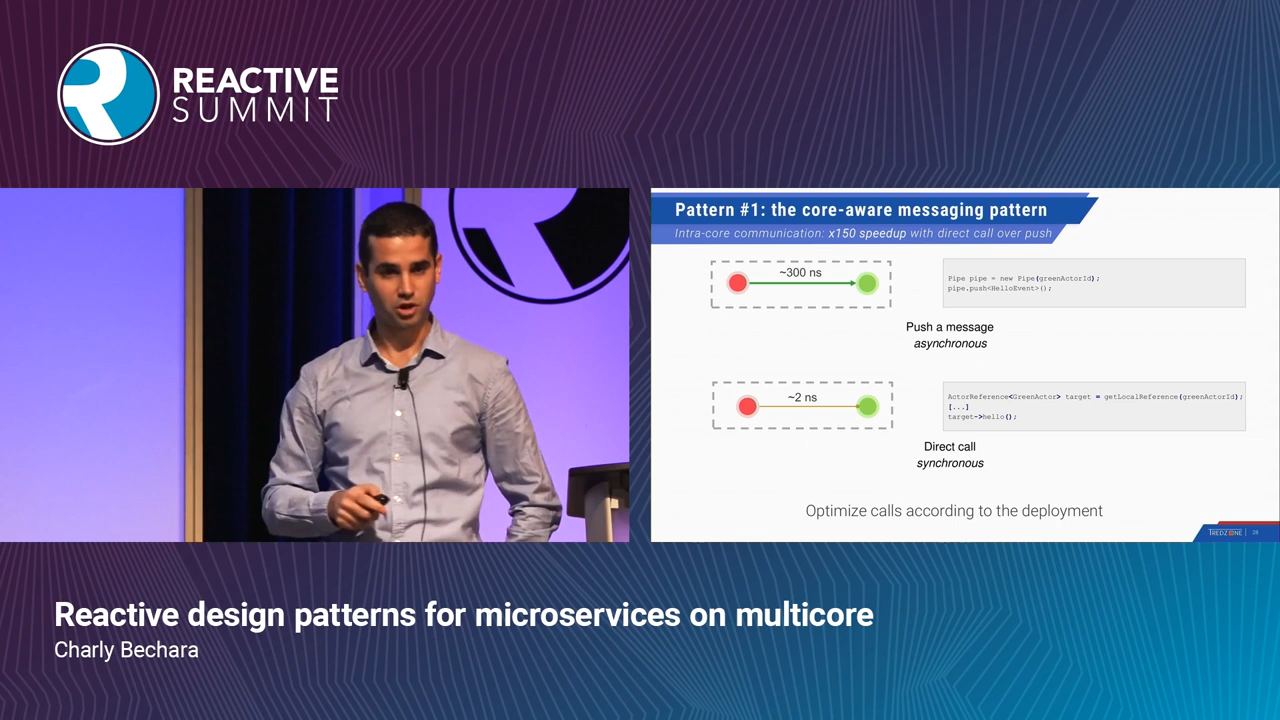 REACTIVE
SUMMIT
Pattern #1: the core-aware messaging pattern
Intra-core communication: x150 speedup with direct call over push
~300 ns
Pipe pipe = new Pipe(greenActorId);
pipe.push<HelloEvent>();
Push a message
asynchronous
~2 ns
ActorReference<GreenActor> target = getLocalReference(greenActorId);
[...]
target->hello();
Direct call
synchronous
Optimize calls according to the deployment
TREDZONE | 28
Reactive design patterns for microservices on multicore
Charly Bechara